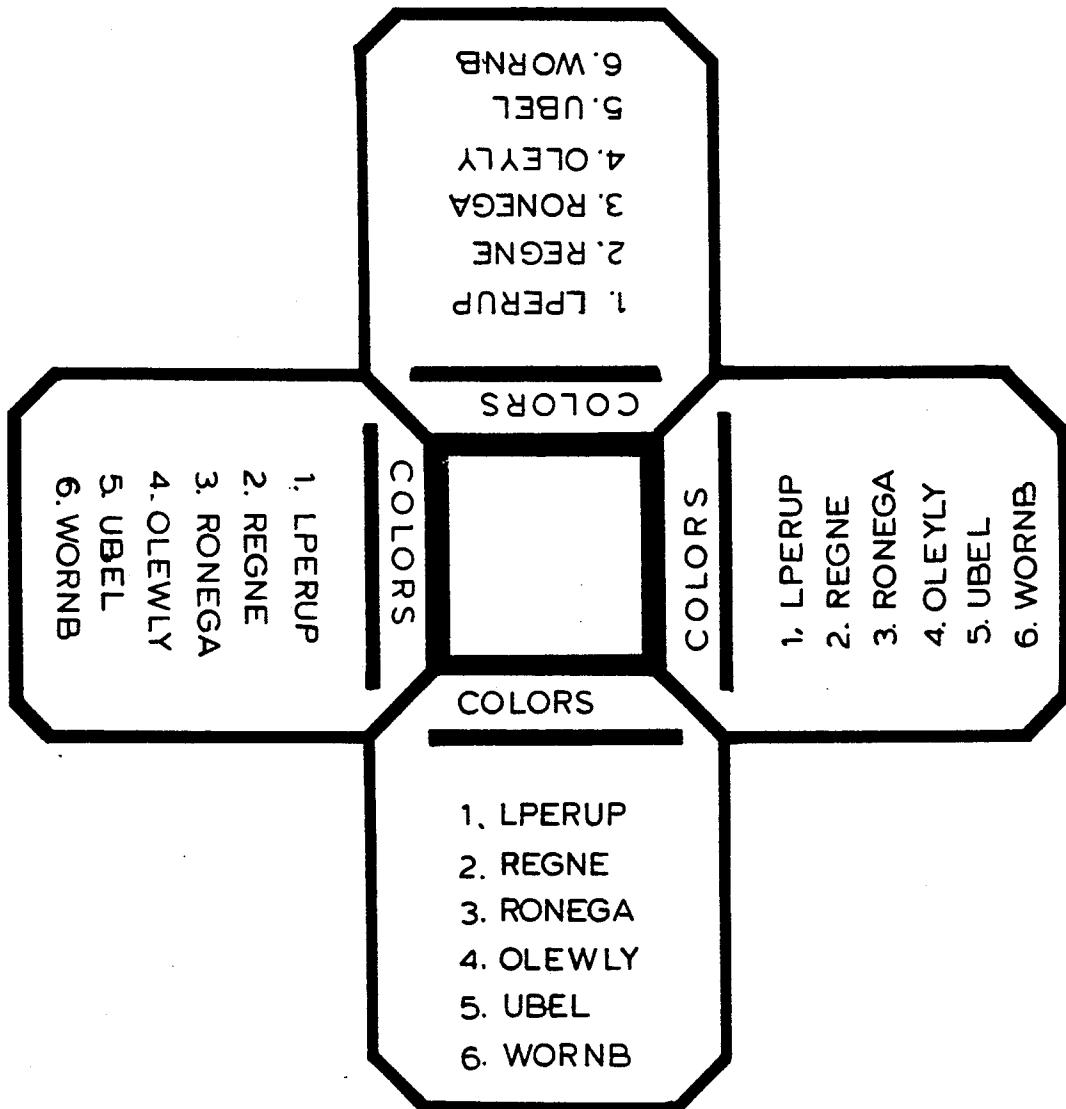 COLORS
1. LPERUP
2. REGNE
3. RONEGA
4. OLEYLY
5. UBEL
6. WORNB
COLORS
1. LPERUP
2. REGNE
3. RONEGA
4. OLEWLY
5. UBEL
6. WORNB
COLORS
1. LPERUP
2. REGNE
3. RONEGA
4. OLEYLY
5. UBEL
6. WORNB
COLORS
1. LPERUP
2. REGNE
3. RONEGA
4. OLEWLY
5. UBEL
6. WORNB